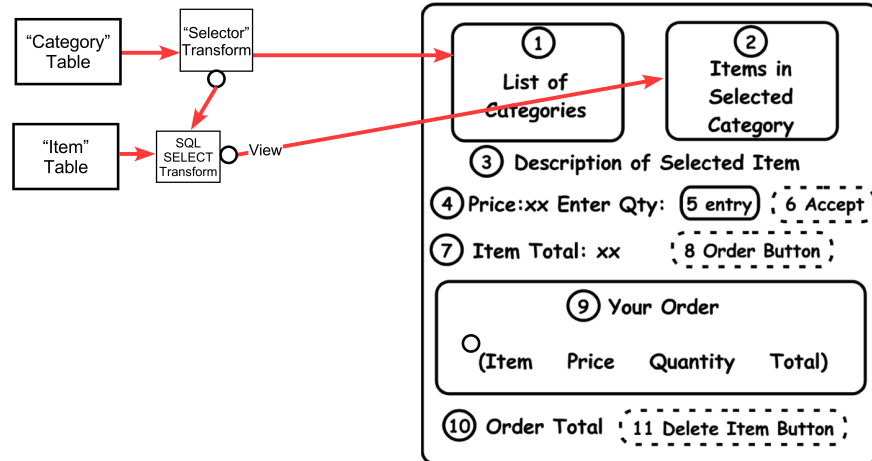 “Category”
Table
“Selector”
Transform
“Item”
Table
SQL
SELECT
Transform
View
1
List of
Categories
2
Items in
Selected
Category
3 Description of Selected Item
4 Price:xx Enter Qty: 5 entry 6 Accept
7 Item Total: xx 8 Order Button
9 Your Order
(Item Price Quantity Total)
10 Order Total 11 Delete Item Button